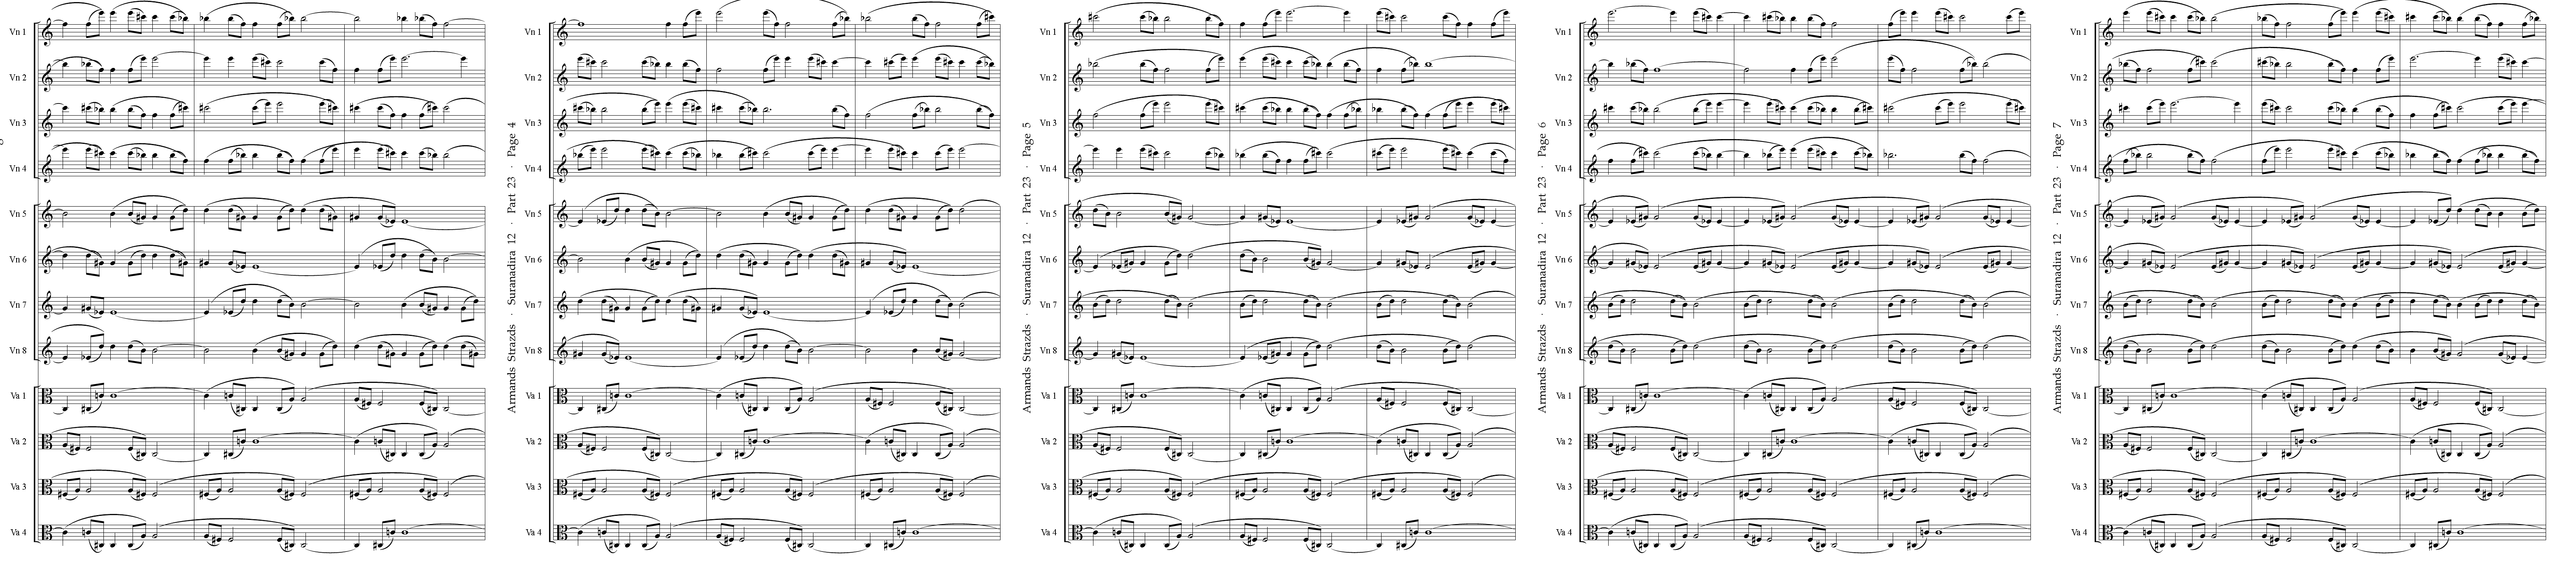 Vn 1
Vn 2
Vn 3
Vn 4
Vn 5
Vn 6
Vn 7
Vn 8
Va 1
Va 2
Va 3
Va 4
Armands Strazds · Suranadira 12 · Part 23 · Page 4
Vn 1
Vn 2
Vn 3
Vn 4
Vn 5
Vn 6
Vn 7
Vn 8
Va 1
Va 2
Va 3
Va 4
Armands Strazds · Suranadira 12 · Part 23 · Page 5
Vn 1
Vn 2
Vn 3
Vn 4
Vn 5
Vn 6
Vn 7
Vn 8
Va 1
Va 2
Va 3
Va 4
Armands Strazds · Suranadira 12 · Part 23 · Page 6
Vn 1
Vn 2
Vn 3
Vn 4
Vn 5
Vn 6
Vn 7
Vn 8
Va 1
Va 2
Va 3
Va 4
Armands Strazds · Suranadira 12 · Part 23 · Page 7
Vn 1
Vn 2
Vn 3
Vn 4
Vn 5
Vn 6
Vn 7
Vn 8
Va 1
Va 2
Va 3
Va 4